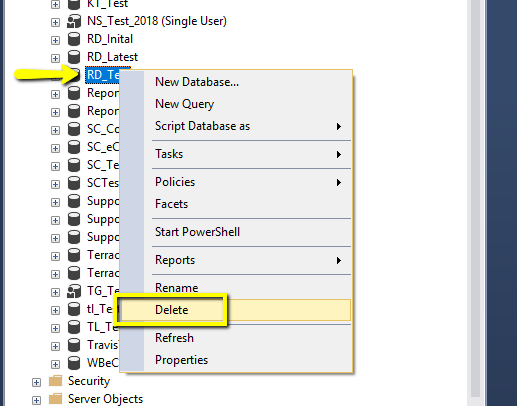 KT_Test
NS_Test_2018 (Single User)
RD_Inital
RD_Latest
RD_Te
New Database...
Repor
New Query
Repor
Script Database as
SC_Co
SC_eC
Tasks
SC_Te
SCTes
Policies
Suppo
Facets
Suppo
Start PowerShell
Suppo
Terrac
Reports
Terrac
Rename
TG_Te
Delete
tl_Tes
TL_Te
Refresh
TravisT
Properties
WBeC
Security
Server Objects